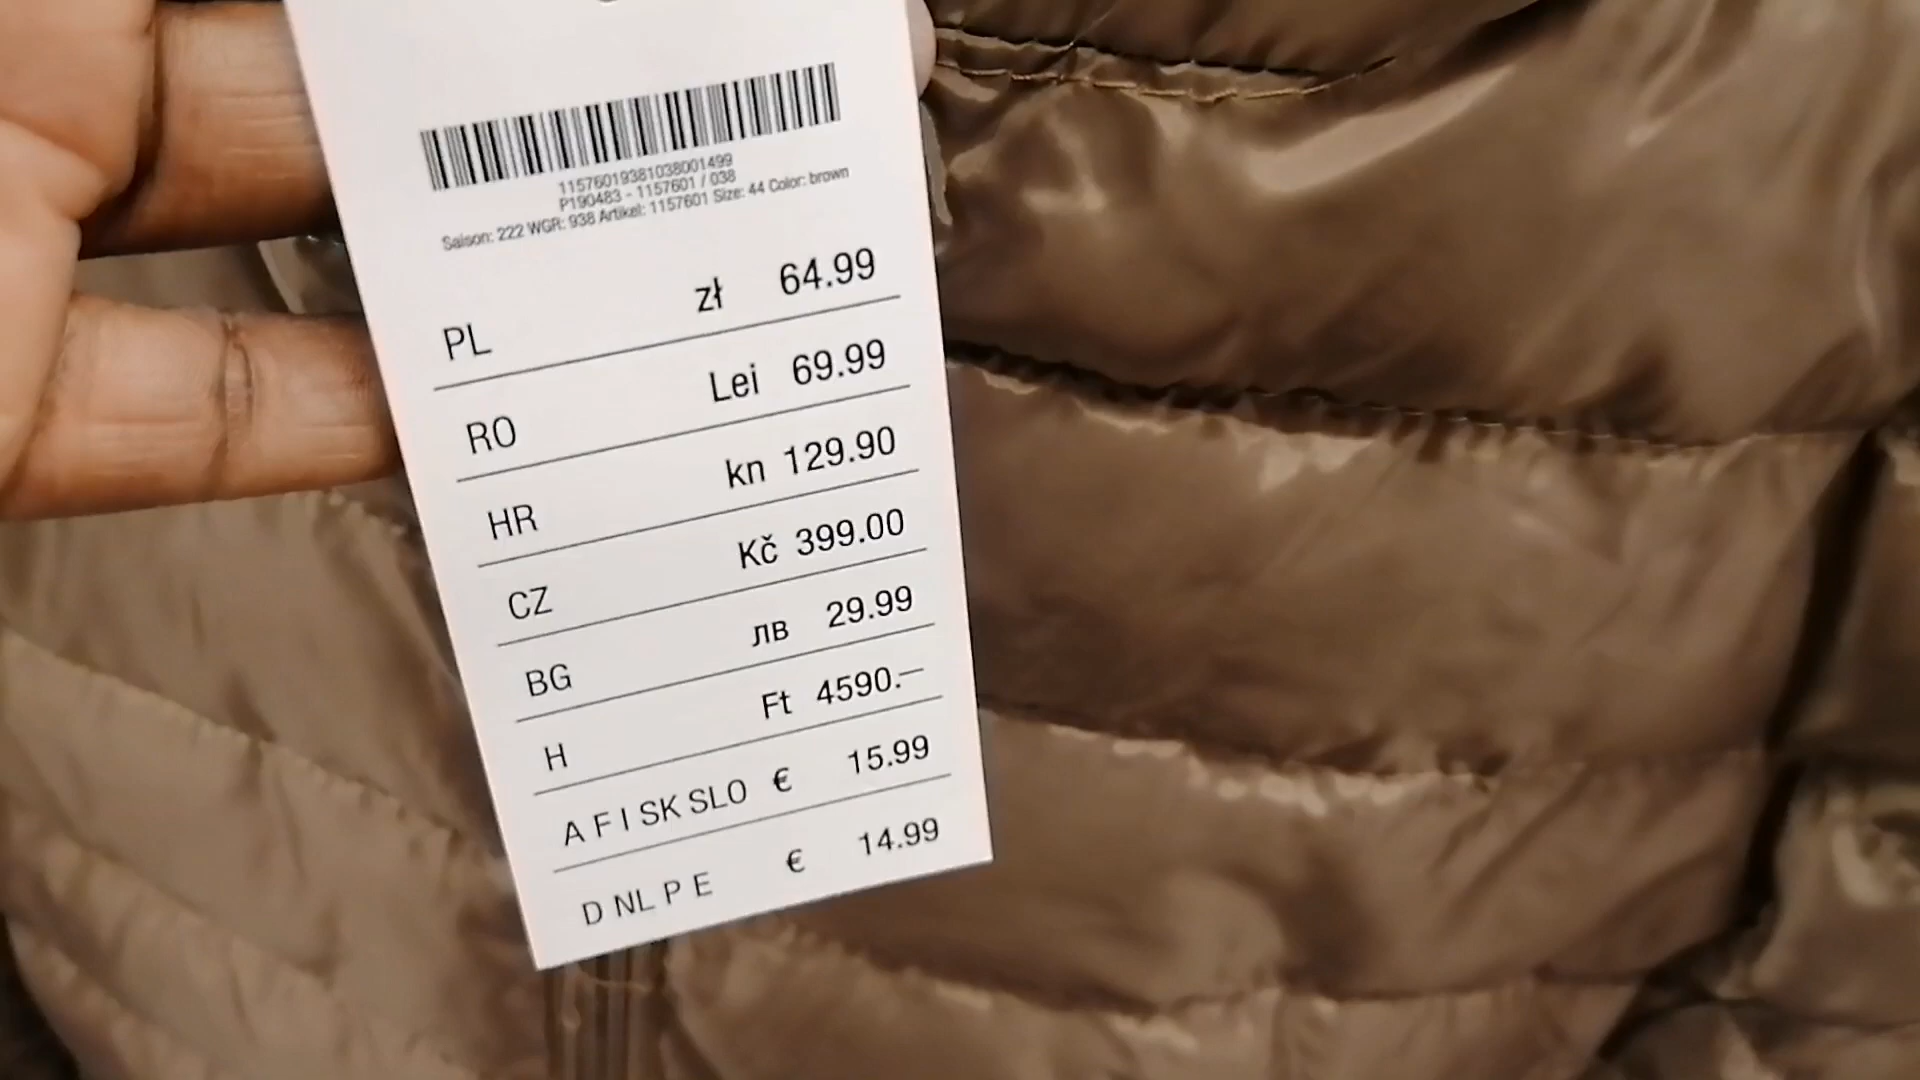 11576019381038001499
P190483 - 1157601 / 038
Saison: 222 WGR: 938 Artikel: 1157601 Size: 44 Color: brown
PL zł 64.99
RO Lei 69.99
HR kn 129.90
CZ Kč 399.00
BG лв 29.99
H Ft 4590.–
A F I SK SLO € 15.99
D NL P E € 14.99